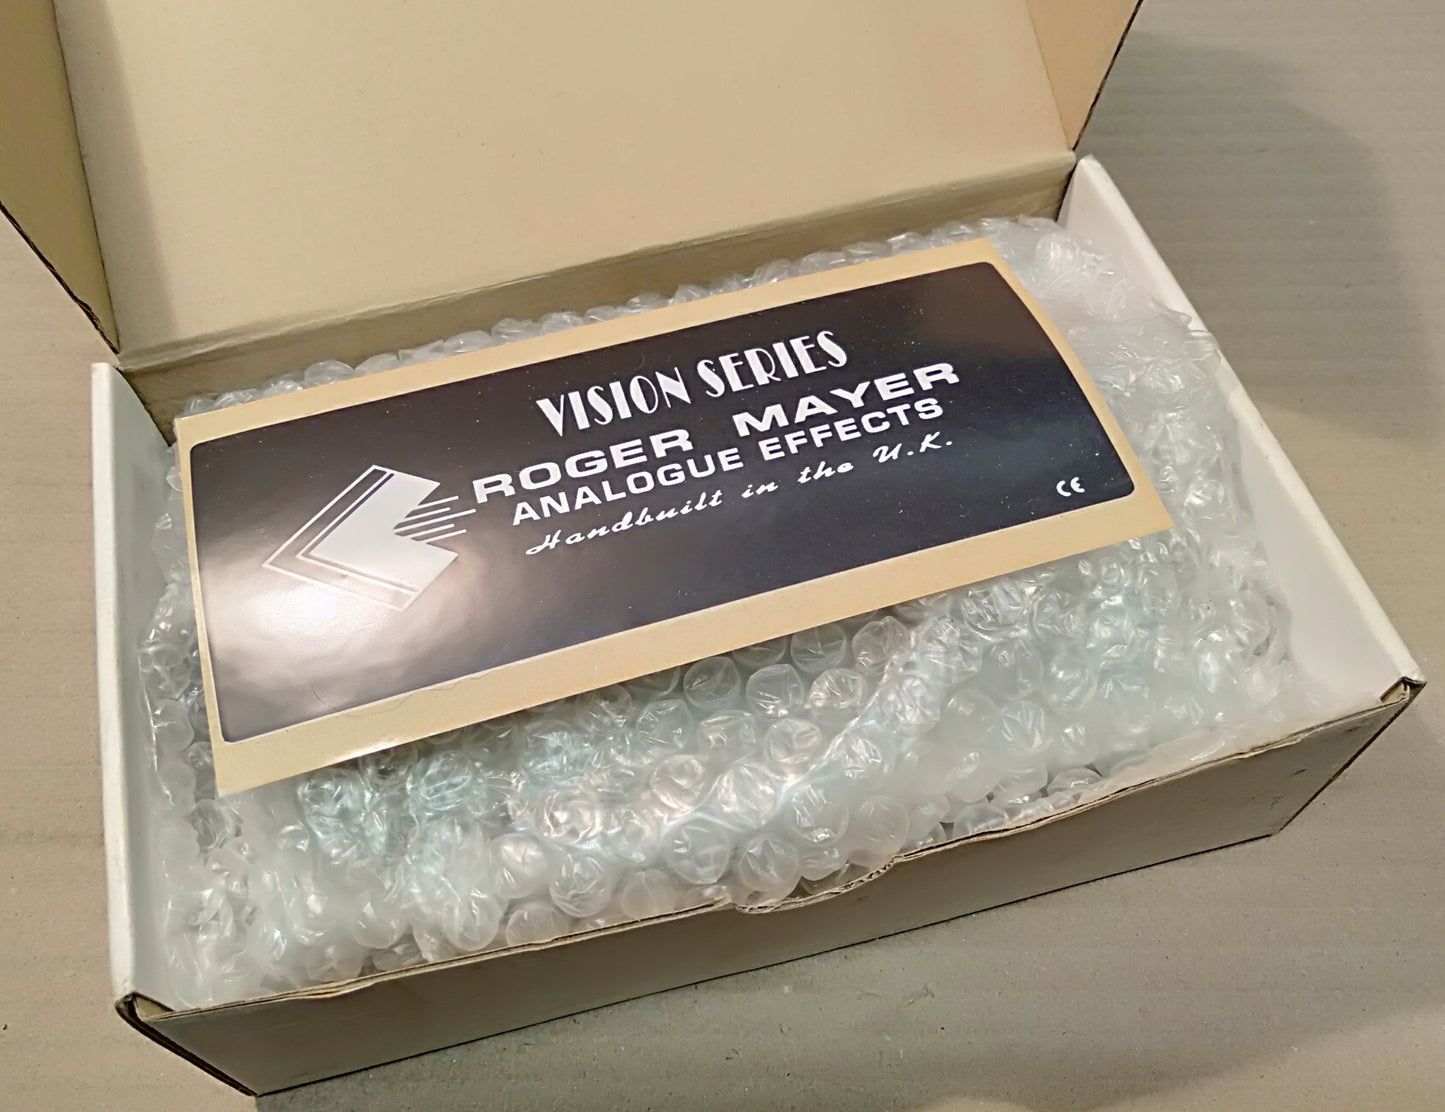 VISION SERIES
ROGER MAYER
ANALOGUE EFFECTS
Handbuilt in the U.K.
CE